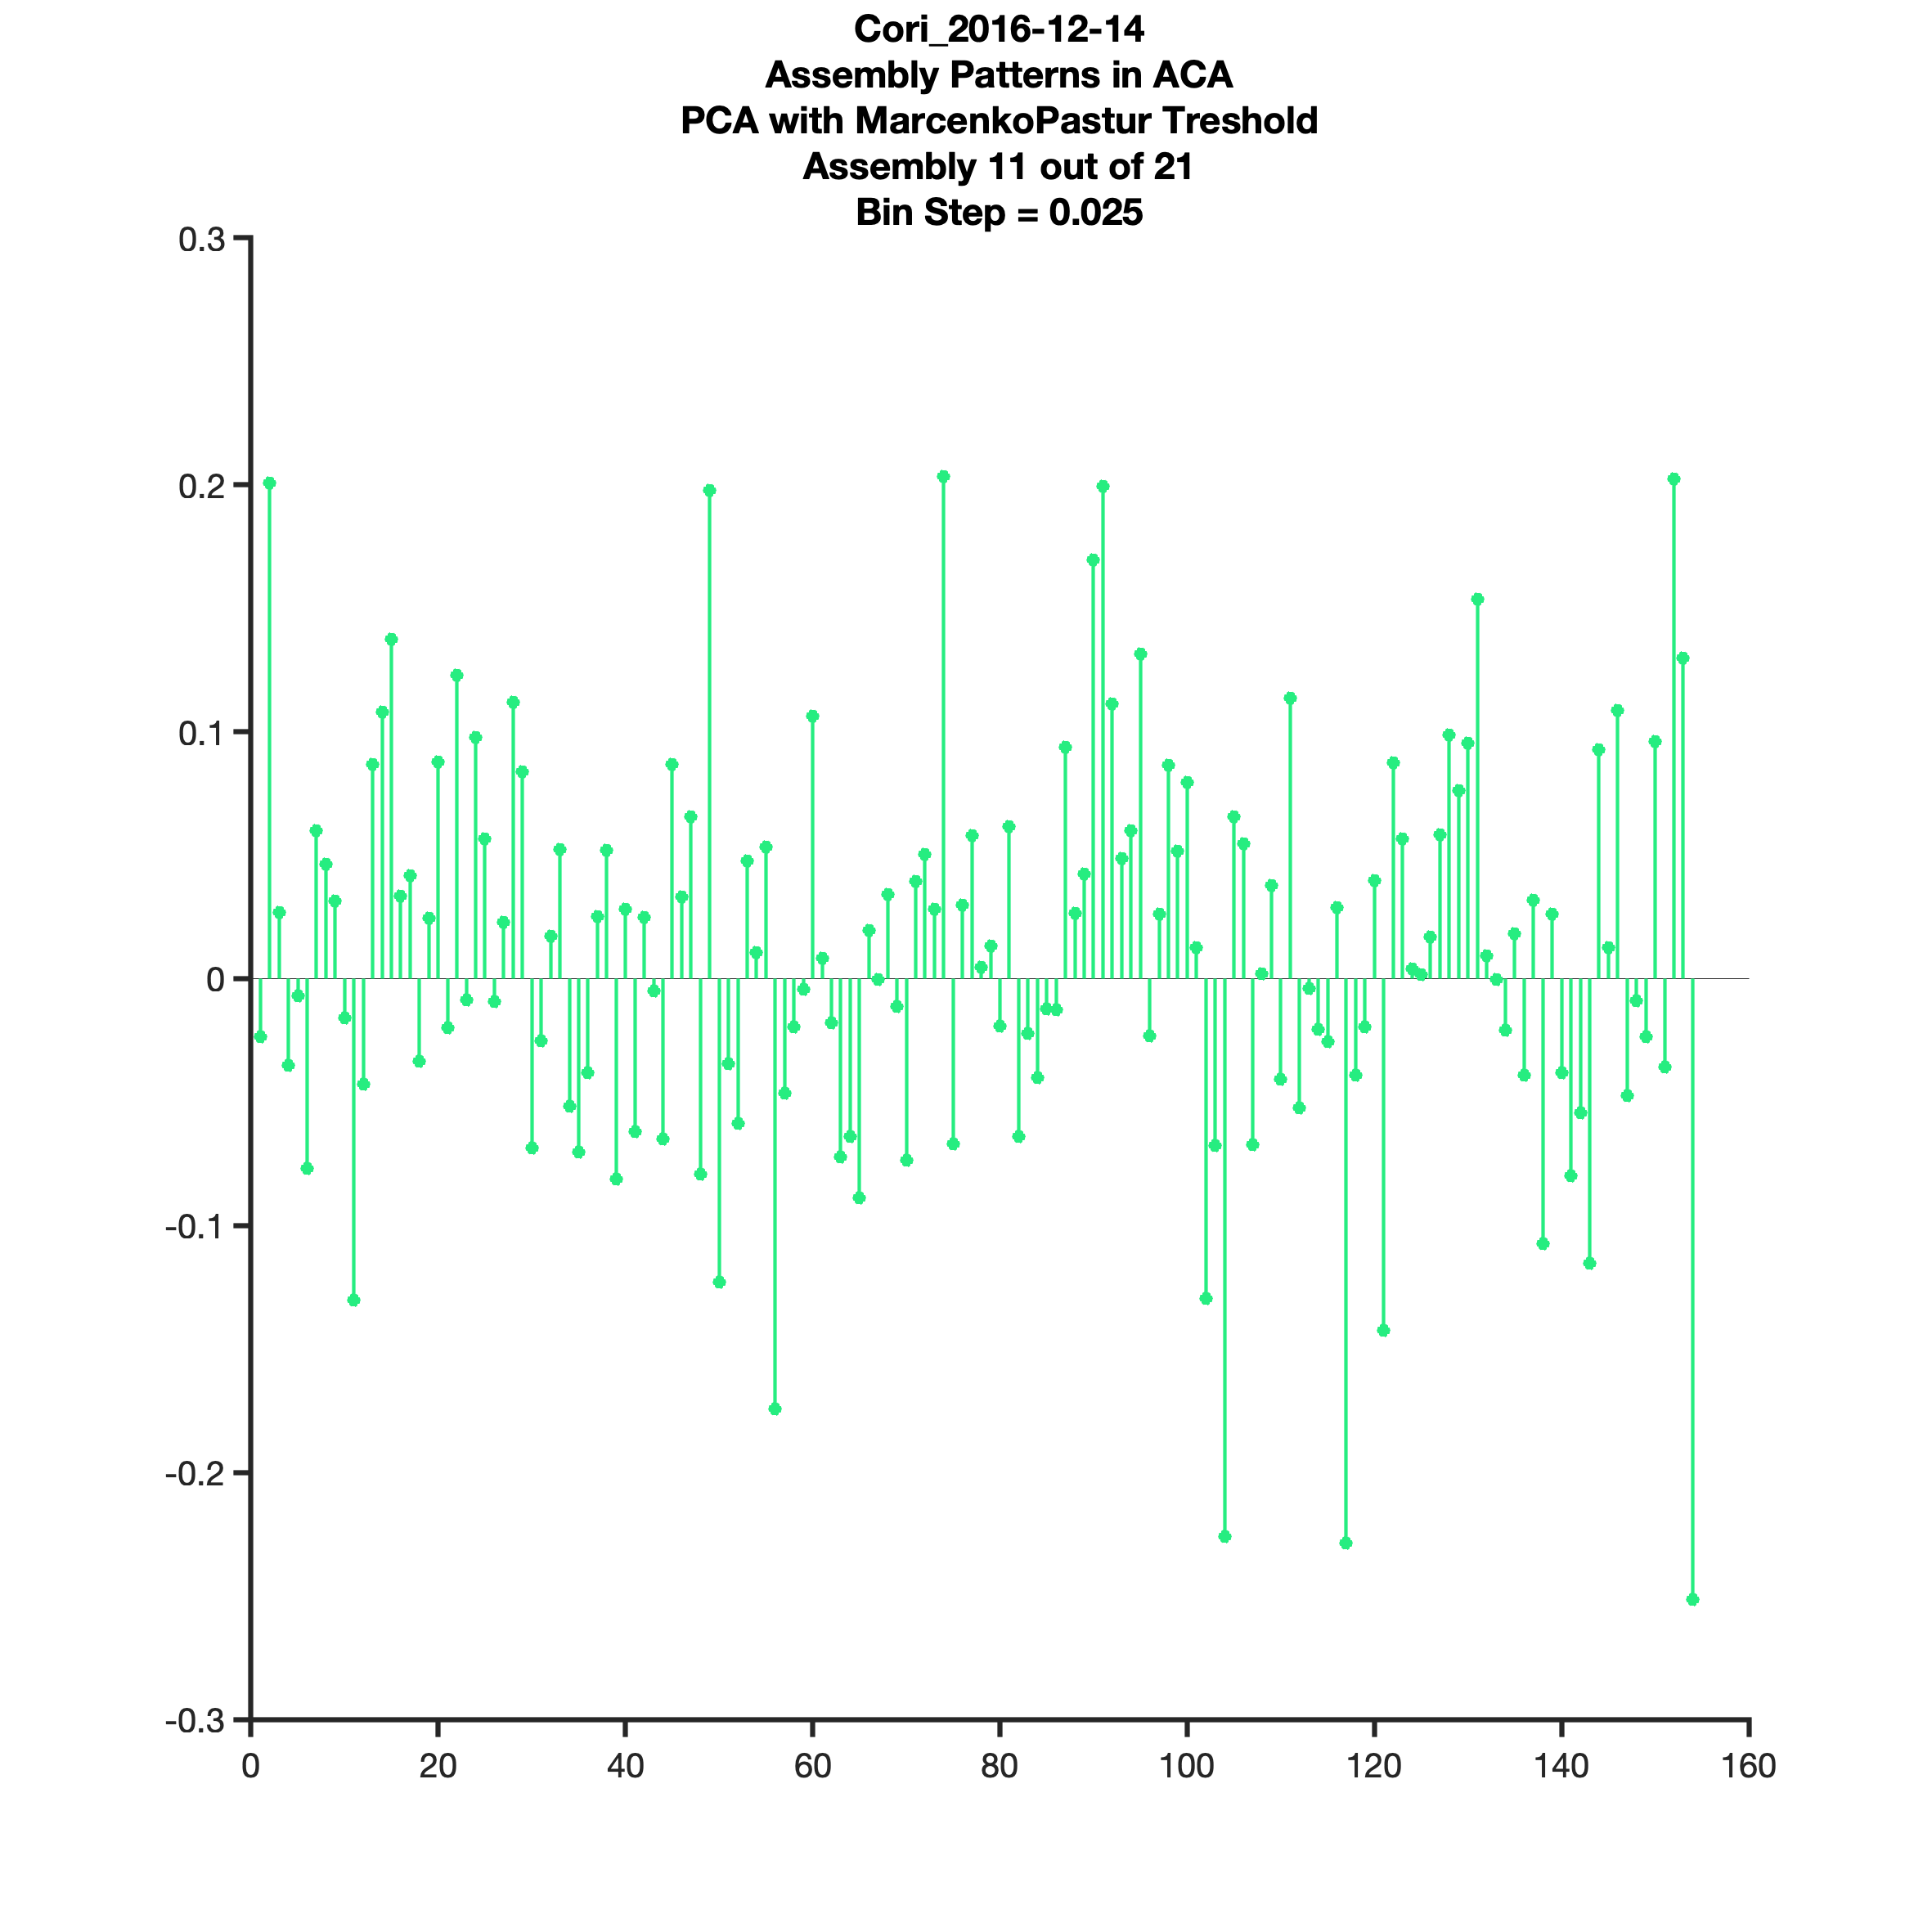 Cori_2016-12-14
Assembly Patterns in ACA
PCA with MarcenkoPastur Treshold
Assembly 11 out of 21
Bin Step = 0.025
0.3
0.2
0.1
0
-0.1
-0.2
-0.3
0 20 40 60 80 100 120 140 160